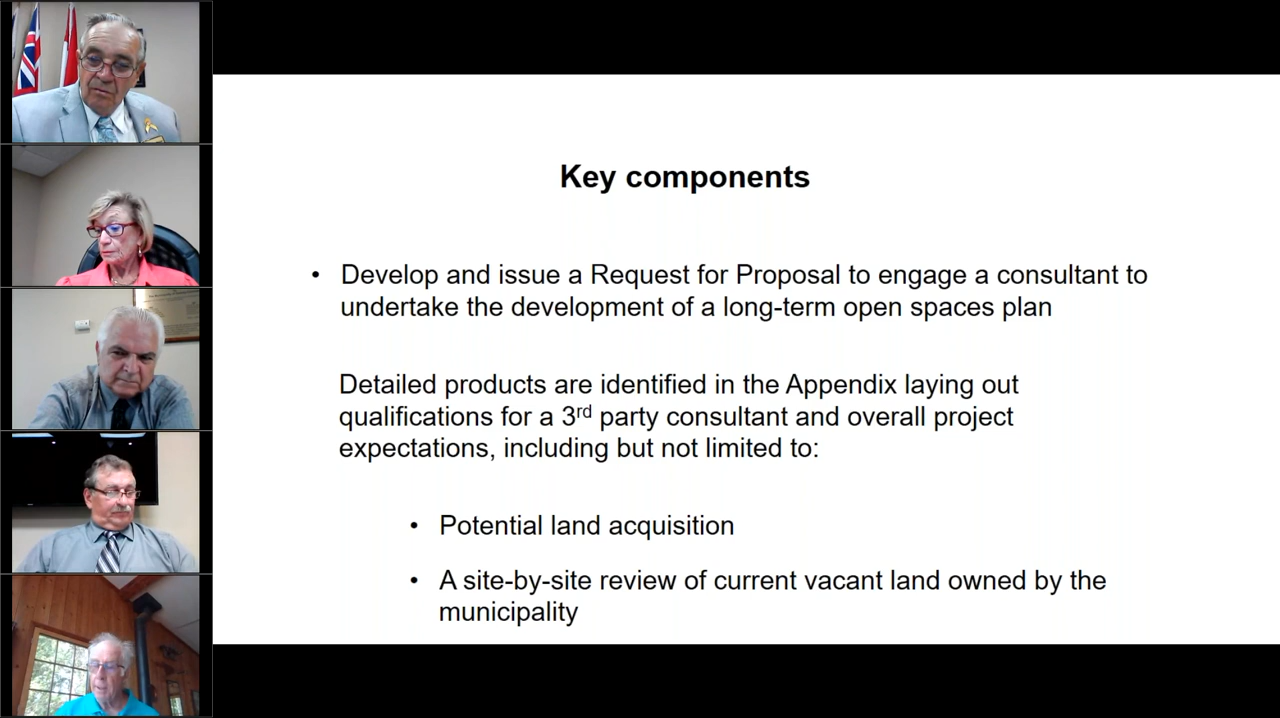 Key components
• Develop and issue a Request for Proposal to engage a consultant to
undertake the development of a long-term open spaces plan
Detailed products are identified in the Appendix laying out
qualifications for a 3rd party consultant and overall project
expectations, including but not limited to:
• Potential land acquisition
• A site-by-site review of current vacant land owned by the
municipality